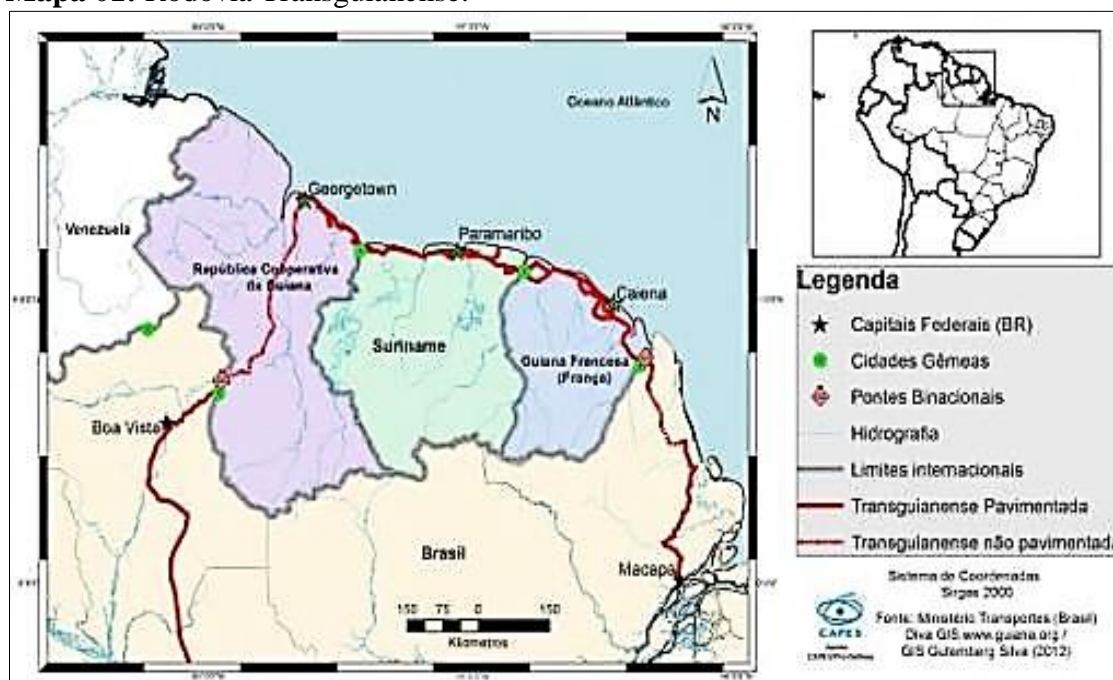 Mapa 02: Rodovia Transguianense.
Oceano Atlântico
N
Georgetown
Venezuela
Paramaribo
República Cooperativa
da Guiana
Caiena
Suriname
Guiana Francesa
(França)
Boa Vista
Brasil
Macapá
150 75 0 150
Kilometros
Legenda
Capitais Federais (BR)
Cidades Gêmeas
Pontes Binacionais
Hidrografia
Limites internacionais
Transguianense Pavimentada
Transguianense não pavimentada
Sistema de Coordenadas
Sirgas 2000
CAPES
Fonte: Ministério Transportes (Brasil)
Diva GIS www.guiana.org /
GIS Gutemberg Silva (2012)